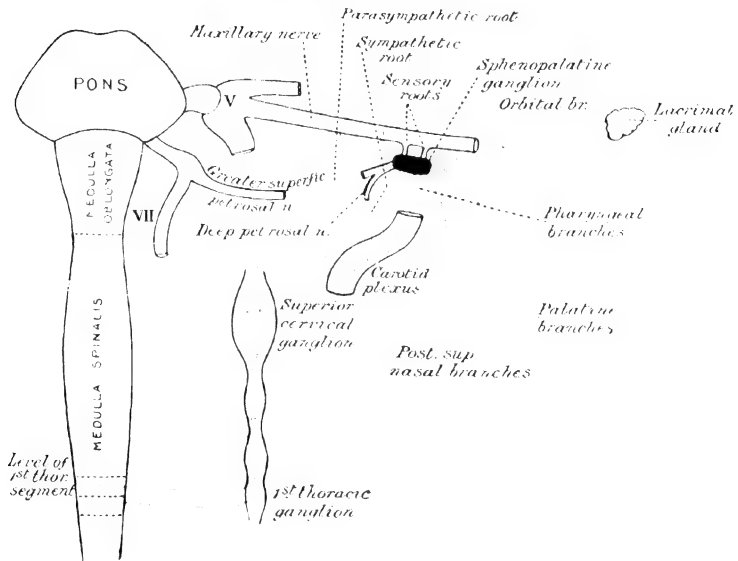 Parasympathetic root
Maxillary nerve
Sympathetic
root
Sensory
roots
Sphenopalatine
ganglion
Orbital br.
Lacrimal
gland
PONS
V
MEDULLA
OBLONGATA
VII
Greater superfic
petrosal n
Deep petrosal n.
Pharyngeal
branches
Carotid
plexus
Superior
cervical
ganglion
Palatine
branches
Post. sup
nasal branches
MEDULLA SPINALIS
Level of
1st thor.
segment
1st thoracic
ganglion